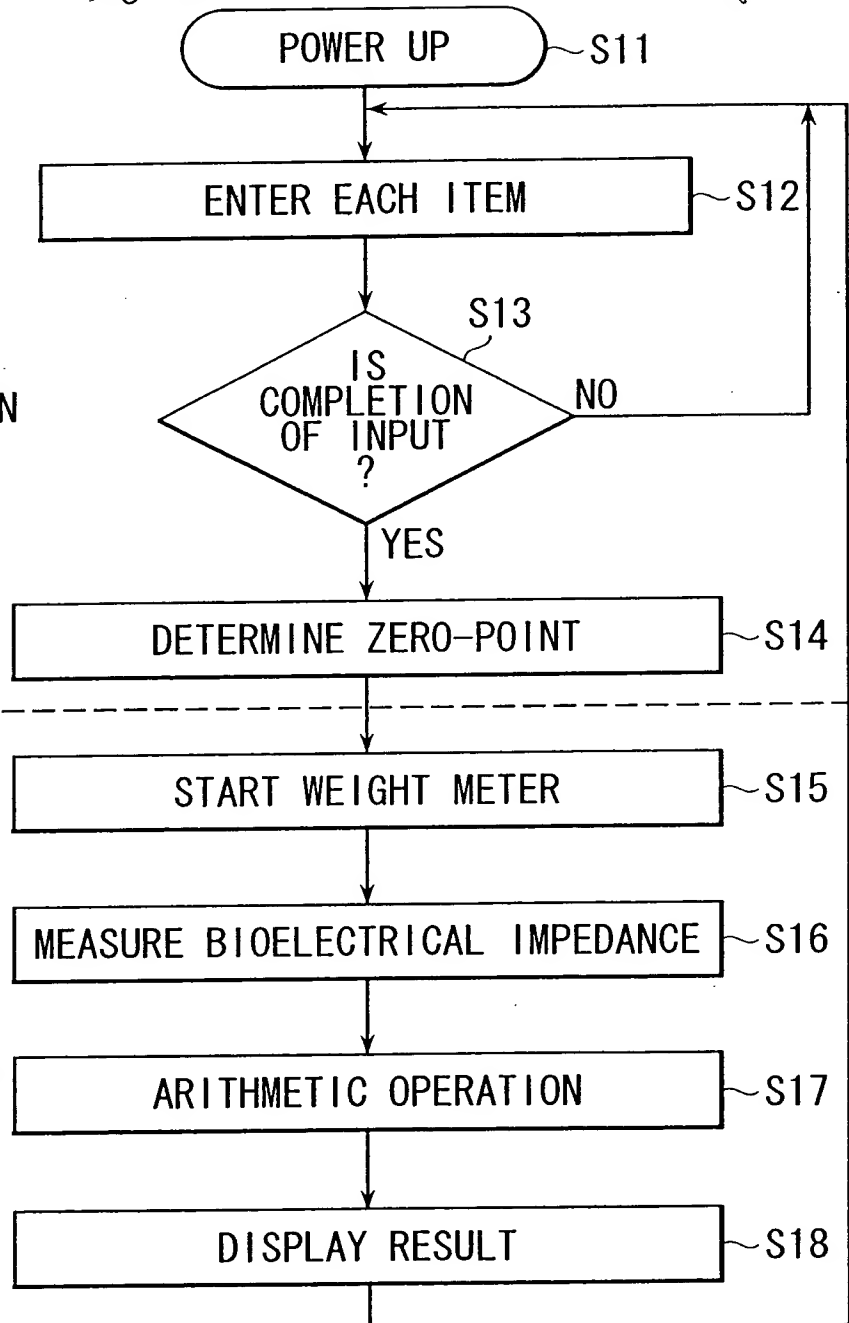 POWER UP
S11
ENTER EACH ITEM
S12
S13
IS
COMPLETION
OF INPUT
?
NO
N
YES
DETERMINE ZERO-POINT
S14
START WEIGHT METER
S15
MEASURE BIOELECTRICAL IMPEDANCE
S16
ARITHMETIC OPERATION
S17
DISPLAY RESULT
S18